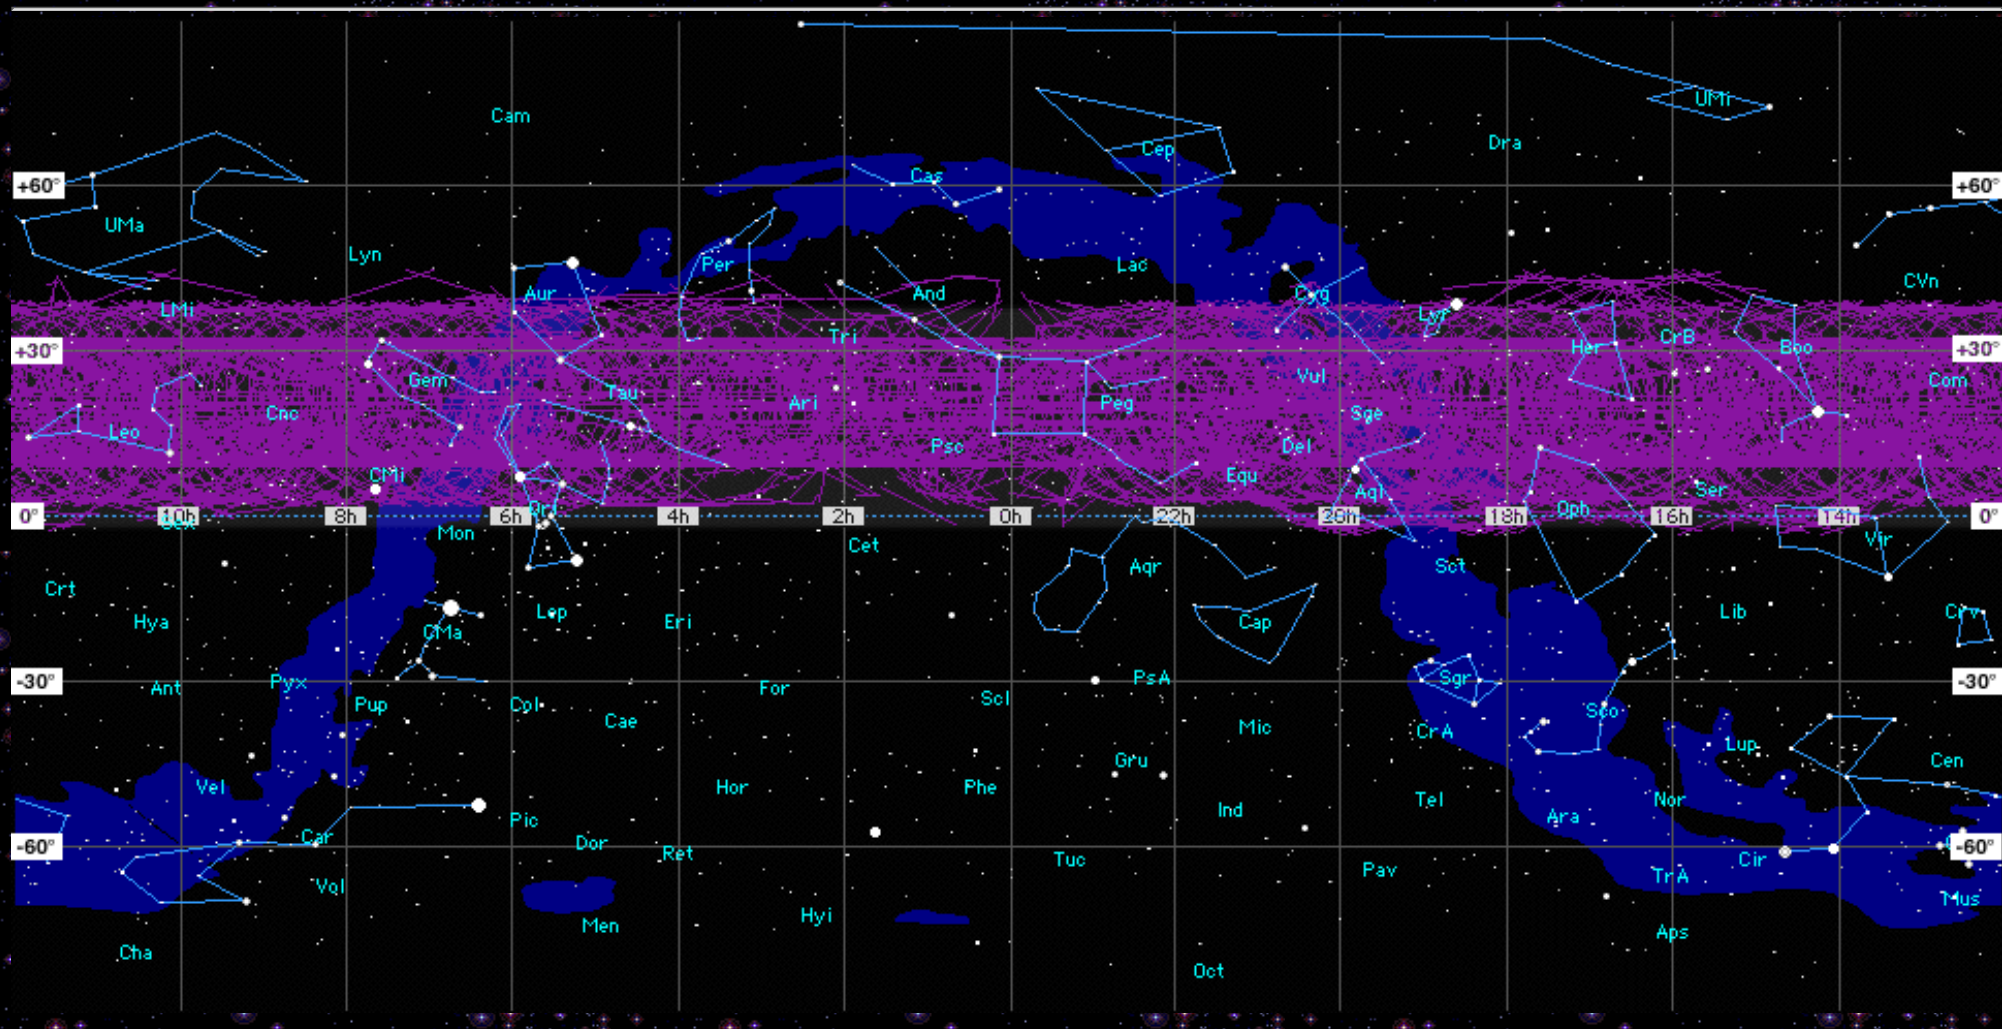 Cam
UMi
Dra
Cep
+60°
Cas
+60°
UMa
Lyn
Per
Lac
CVn
Aur
And
Cyg
LMi
Lyr
Tri
+30°
Her
CrB
Boo
+30°
Gem
Tau
Vul
Com
Cnc
Ari
Peg
Sge
Leo
Psc
Del
CMi
Equ
Aql
Ser
Ori
Oph
0°
10h
8h
6h
4h
2h
0h
22h
20h
18h
16h
14h
0°
Sex
Mon
Cet
Vir
Aqr
Sct
Crt
Lep
Lib
Crv
Hya
Eri
Cap
CMa
-30°
Ant
Pyx
For
PsA
Sgr
-30°
Pup
Col
Scl
Sco
Cae
Mic
CrA
Lup
Gru
Cen
Vel
Hor
Phe
Tel
Nor
Pic
Ind
Ara
Car
Dor
-60°
Ret
Tuc
Cir
-60°
Vol
Pav
TrA
Men
Hyi
Mus
Aps
Cha
Oct